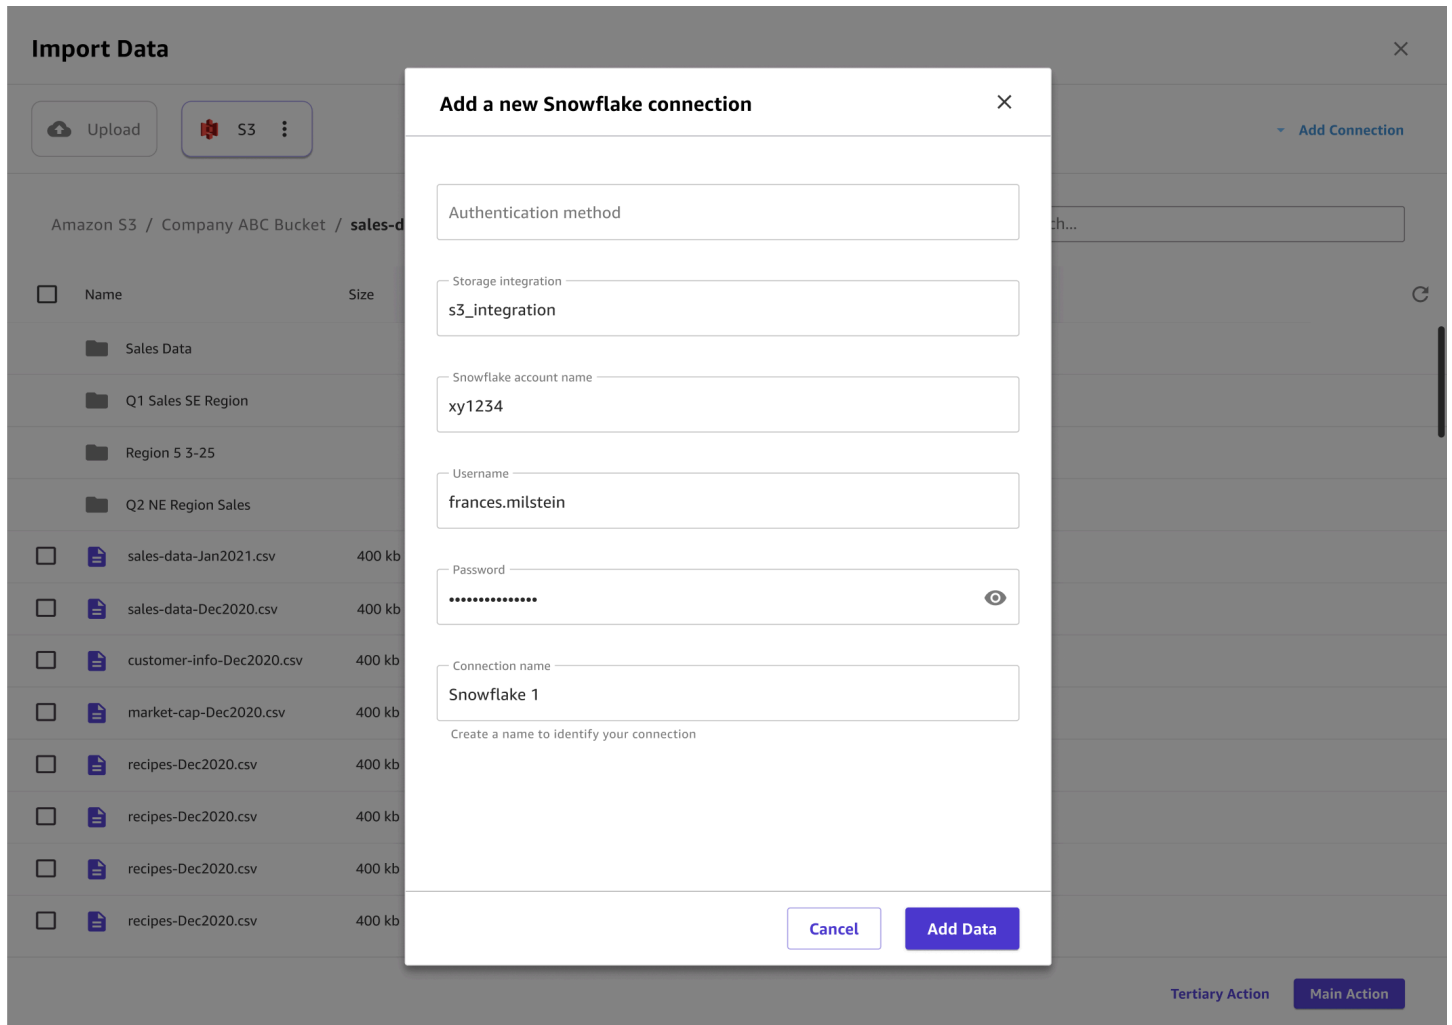 Import Data
Upload
S3
Add Connection
Amazon S3 / Company ABC Bucket / sales-d
ch...
Name Size
Sales Data
Q1 Sales SE Region
Region 5 3-25
Q2 NE Region Sales
sales-data-Jan2021.csv 400 kb
sales-data-Dec2020.csv 400 kb
customer-info-Dec2020.csv 400 kb
market-cap-Dec2020.csv 400 kb
recipes-Dec2020.csv 400 kb
recipes-Dec2020.csv 400 kb
recipes-Dec2020.csv 400 kb
recipes-Dec2020.csv 400 kb
Add a new Snowflake connection
Authentication method
Storage integration
s3_integration
Snowflake account name
xy1234
Username
frances.milstein
Password
•••••••••••••••
Connection name
Snowflake 1
Create a name to identify your connection
Cancel Add Data
Tertiary Action Main Action